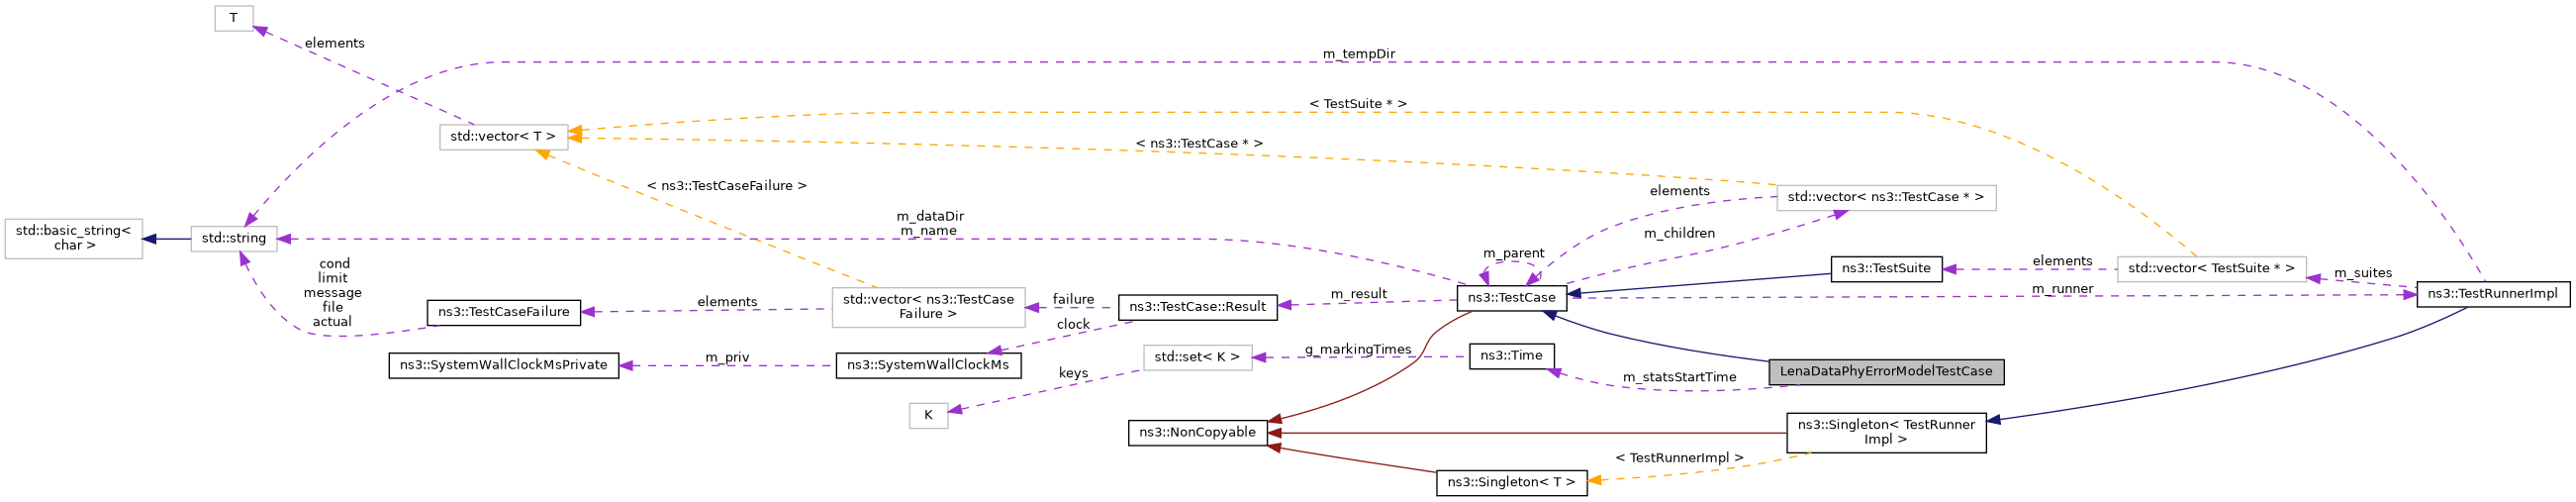 T
elements
m_tempDir
< TestSuite * >
std::vector< T >
< ns3::TestCase * >
< ns3::TestCaseFailure >
elements
std::vector< ns3::TestCase * >
m_dataDir
m_name
std::basic_string<
char >
std::string
m_children
m_parent
cond
limit
message
file
actual
ns3::TestSuite
elements
std::vector< TestSuite * >
m_suites
ns3::TestCaseFailure
elements
std::vector< ns3::TestCase
Failure >
failure
ns3::TestCase::Result
m_result
ns3::TestCase
m_runner
ns3::TestRunnerImpl
clock
ns3::SystemWallClockMsPrivate
m_priv
ns3::SystemWallClockMs
std::set< K >
g_markingTimes
ns3::Time
keys
m_statsStartTime
LenaDataPhyErrorModelTestCase
K
ns3::NonCopyable
ns3::Singleton< TestRunner
Impl >
< TestRunnerImpl >
ns3::Singleton< T >